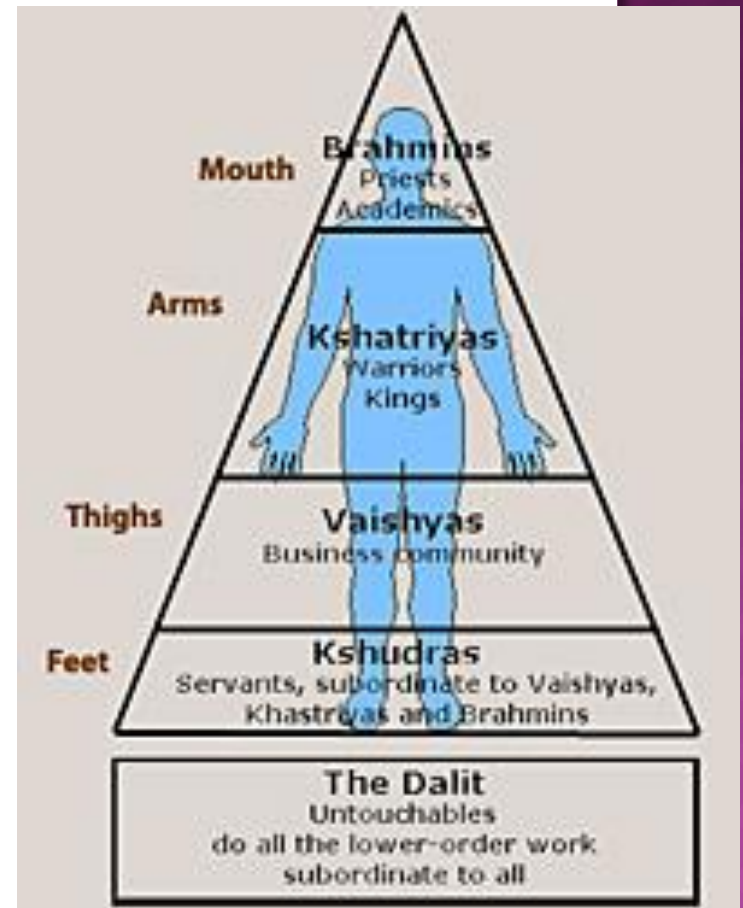 Mouth
Brahmins
Priests
Academics
Arms
Kshatriyas
Warriors
Kings
Thighs
Vaishyas
Business community
Feet
Kshudras
Servants, subordinate to Vaishyas,
Khastriyas and Brahmins
The Dalit
Untouchables
do all the lower-order work
subordinate to all